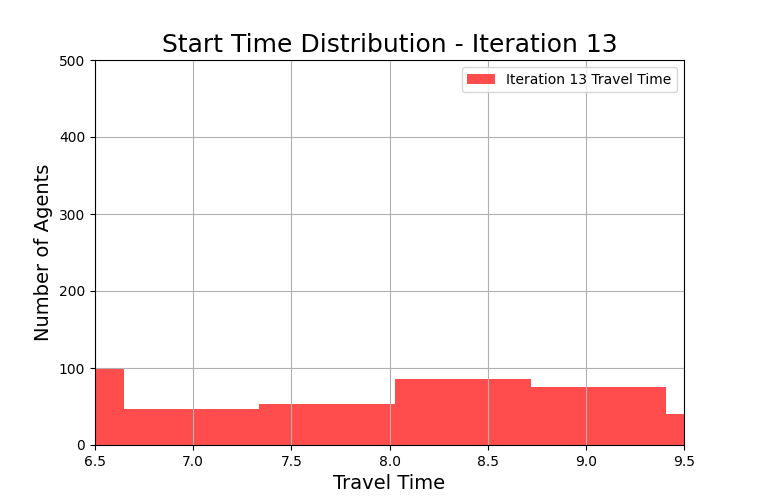 Start Time Distribution - Iteration 13
500
Iteration 13 Travel Time
400
300
200
100
0
Number of Agents
6.5 7.0 7.5 8.0 8.5 9.0 9.5
Travel Time